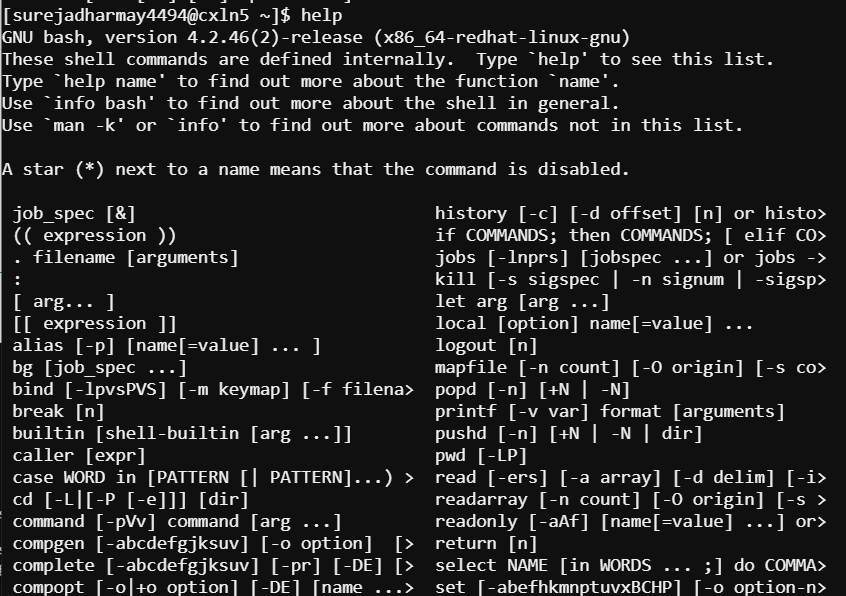 [surejadharmay4494@cxln5 ~]$ help
GNU bash, version 4.2.46(2)-release (x86_64-redhat-linux-gnu)
These shell commands are defined internally.  Type `help' to see this list.
Type `help name' to find out more about the function `name'.
Use `info bash' to find out more about the shell in general.
Use `man -k' or `info' to find out more about commands not in this list.

A star (*) next to a name means that the command is disabled.

 job_spec [&]                            history [-c] [-d offset] [n] or histo>
 (( expression ))                        if COMMANDS; then COMMANDS; [ elif CO>
 . filename [arguments]                  jobs [-lnprs] [jobspec ...] or jobs ->
 :                                       kill [-s sigspec | -n signum | -sigsp>
 [ arg... ]                              let arg [arg ...]
 [[ expression ]]                        local [option] name[=value] ...
 alias [-p] [name[=value] ... ]          logout [n]
 bg [job_spec ...]                       mapfile [-n count] [-O origin] [-s co>
 bind [-lpvsPVS] [-m keymap] [-f filena>  popd [-n] [+N | -N]
 break [n]                               printf [-v var] format [arguments]
 builtin [shell-builtin [arg ...]]       pushd [-n] [+N | -N | dir]
 caller [expr]                           pwd [-LP]
 case WORD in [PATTERN [| PATTERN]...) >  read [-ers] [-a array] [-d delim] [-i>
 cd [-L|[-P [-e]]] [dir]                 readarray [-n count] [-O origin] [-s >
 command [-pVv] command [arg ...]        readonly [-aAf] [name[=value] ...] or>
 compgen [-abcdefgjksuv] [-o option]  [>  return [n]
 complete [-abcdefgjksuv] [-pr] [-DE] [>  select NAME [in WORDS ... ;] do COMMA>
 compopt [-o|+o option] [-DE] [name ...>  set [-abefhkmnptuvxBCHP] [-o option-n>